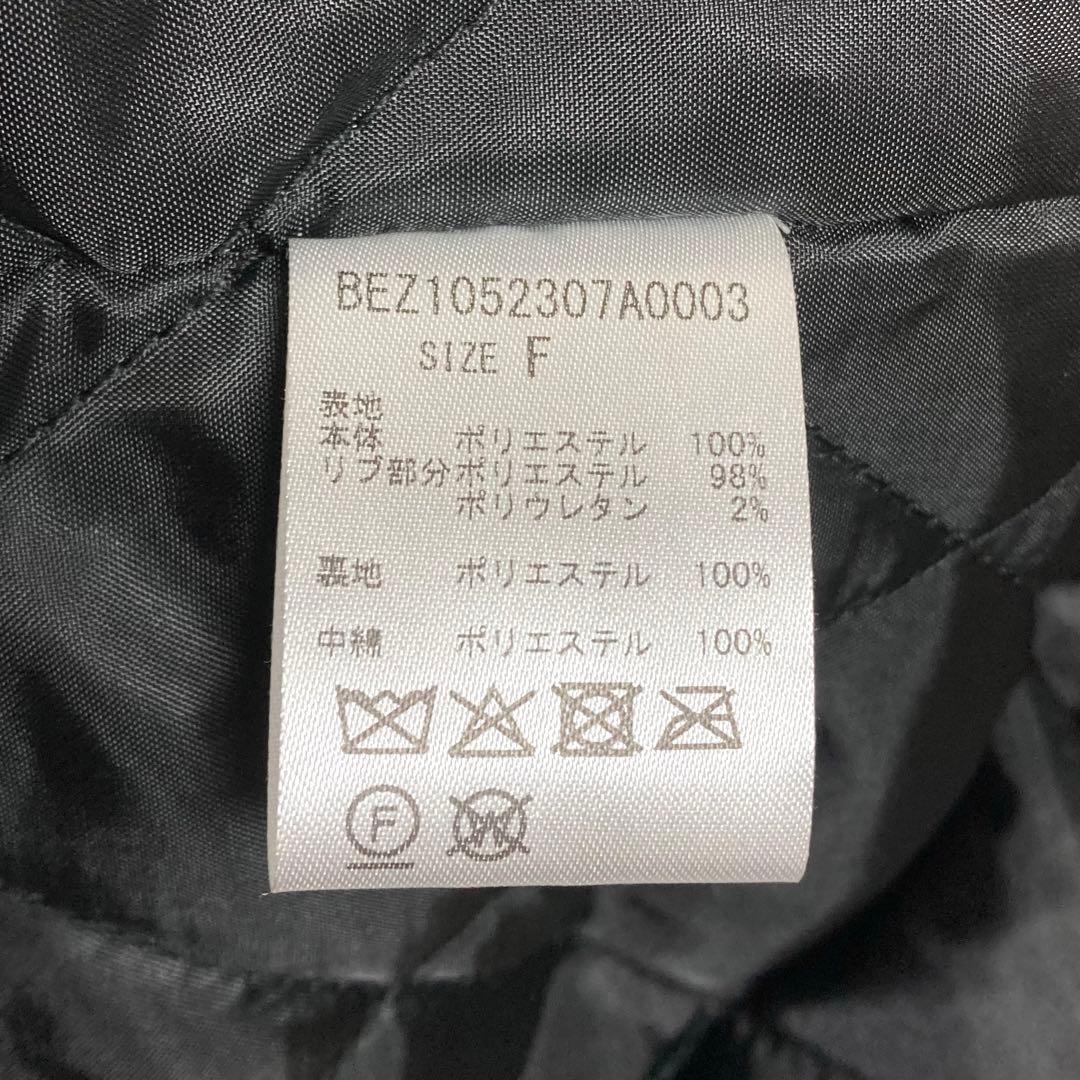 BEZ1052307A0003
SIZE F
表地
本体 ポリエステル 100%
リブ部分 ポリエステル 98%
ポリウレタン 2%
裏地 ポリエステル 100%
中綿 ポリエステル 100%
F W